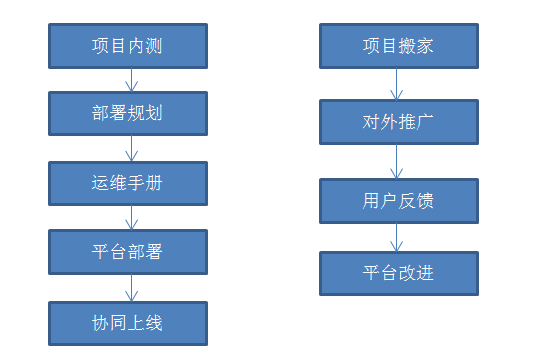 项目内测
部署规划
运维手册
平台部署
协同上线
项目搬家
对外推广
用户反馈
平台改进